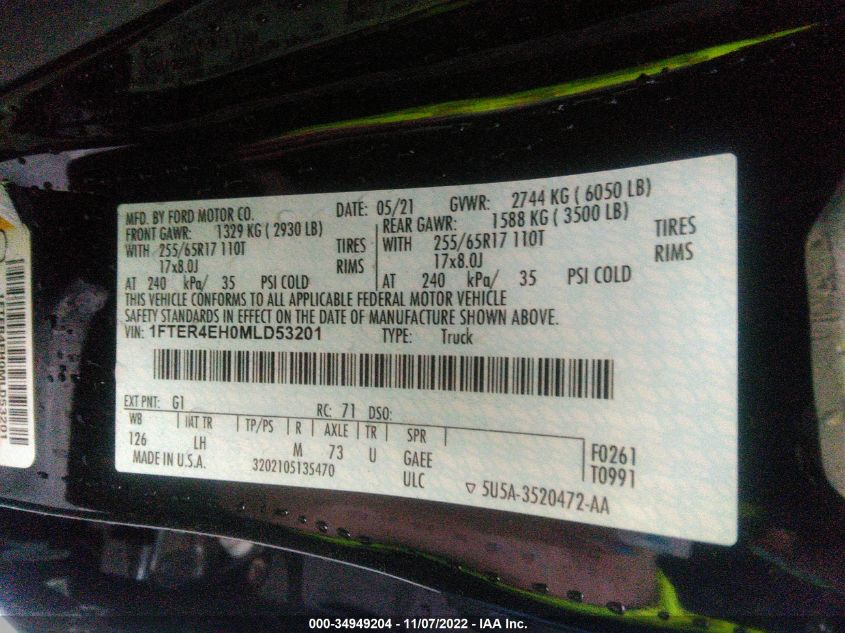 MFD. BY FORD MOTOR CO. DATE: 05/21 GVWR: 2744 KG ( 6050 LB)
FRONT GAWR: 1329 KG ( 2930 LB) REAR GAWR: 1588 KG ( 3500 LB)
WITH 255/65R17 110T TIRES WITH 255/65R17 110T TIRES
17x8.0J RIMS 17x8.0J RIMS
AT 240 kPa/ 35 PSI COLD AT 240 kPa/ 35 PSI COLD
THIS VEHICLE CONFORMS TO ALL APPLICABLE FEDERAL MOTOR VEHICLE
SAFETY STANDARDS IN EFFECT ON THE DATE OF MANUFACTURE SHOWN ABOVE.
VIN: 1FTER4EH0MLD53201 TYPE: Truck
EXT PNT: G1 RC: 71 DSO:
WB INT TR TP/PS R AXLE TR SPR
126 LH M 73 U GAEE F0261
MADE IN U.S.A. 3202105135470 ULC T0991
▽ 5U5A-3520472-AA
1FTER4EH0MLD53201
000-34949204 - 11/07/2022 - IAA Inc.